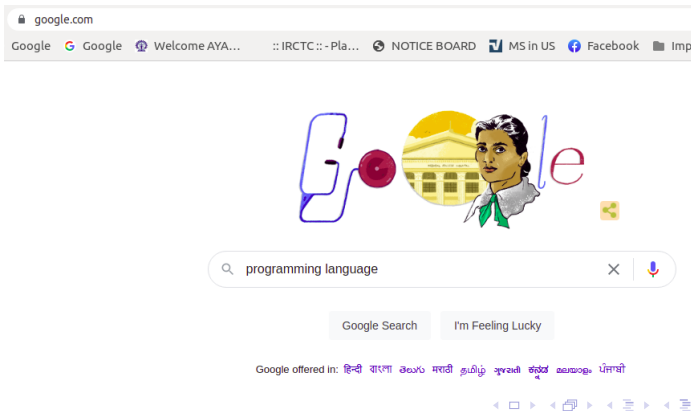 google.com
Google Google Welcome AYA... :: IRCTC :: - Pla... NOTICE BOARD MS in US Facebook Imp
Google
programming language
Google Search I'm Feeling Lucky
Google offered in: हिन्दी বাংলা తెలుగు मराठी தமிழ் ગુજરાતી ಕನ್ನಡ മലയാളം ਪੰਜਾਬੀ